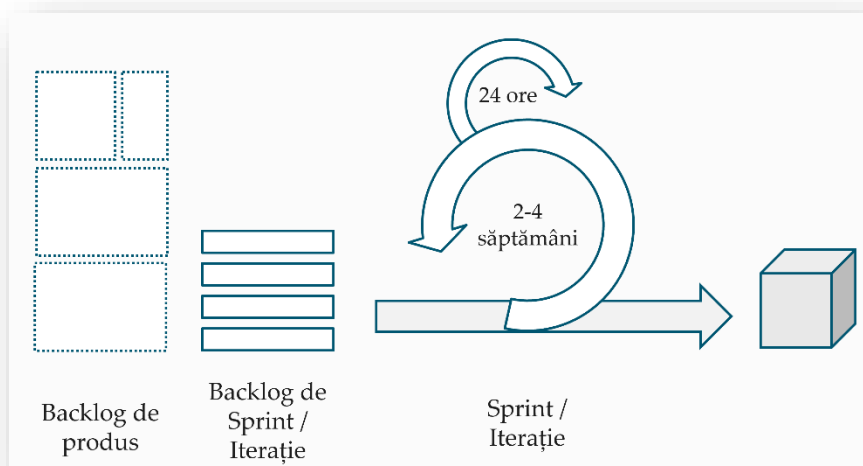 24 ore
2-4
săptămâni
Backlog de
produs
Backlog de
Sprint /
Iterație
Sprint /
Iterație